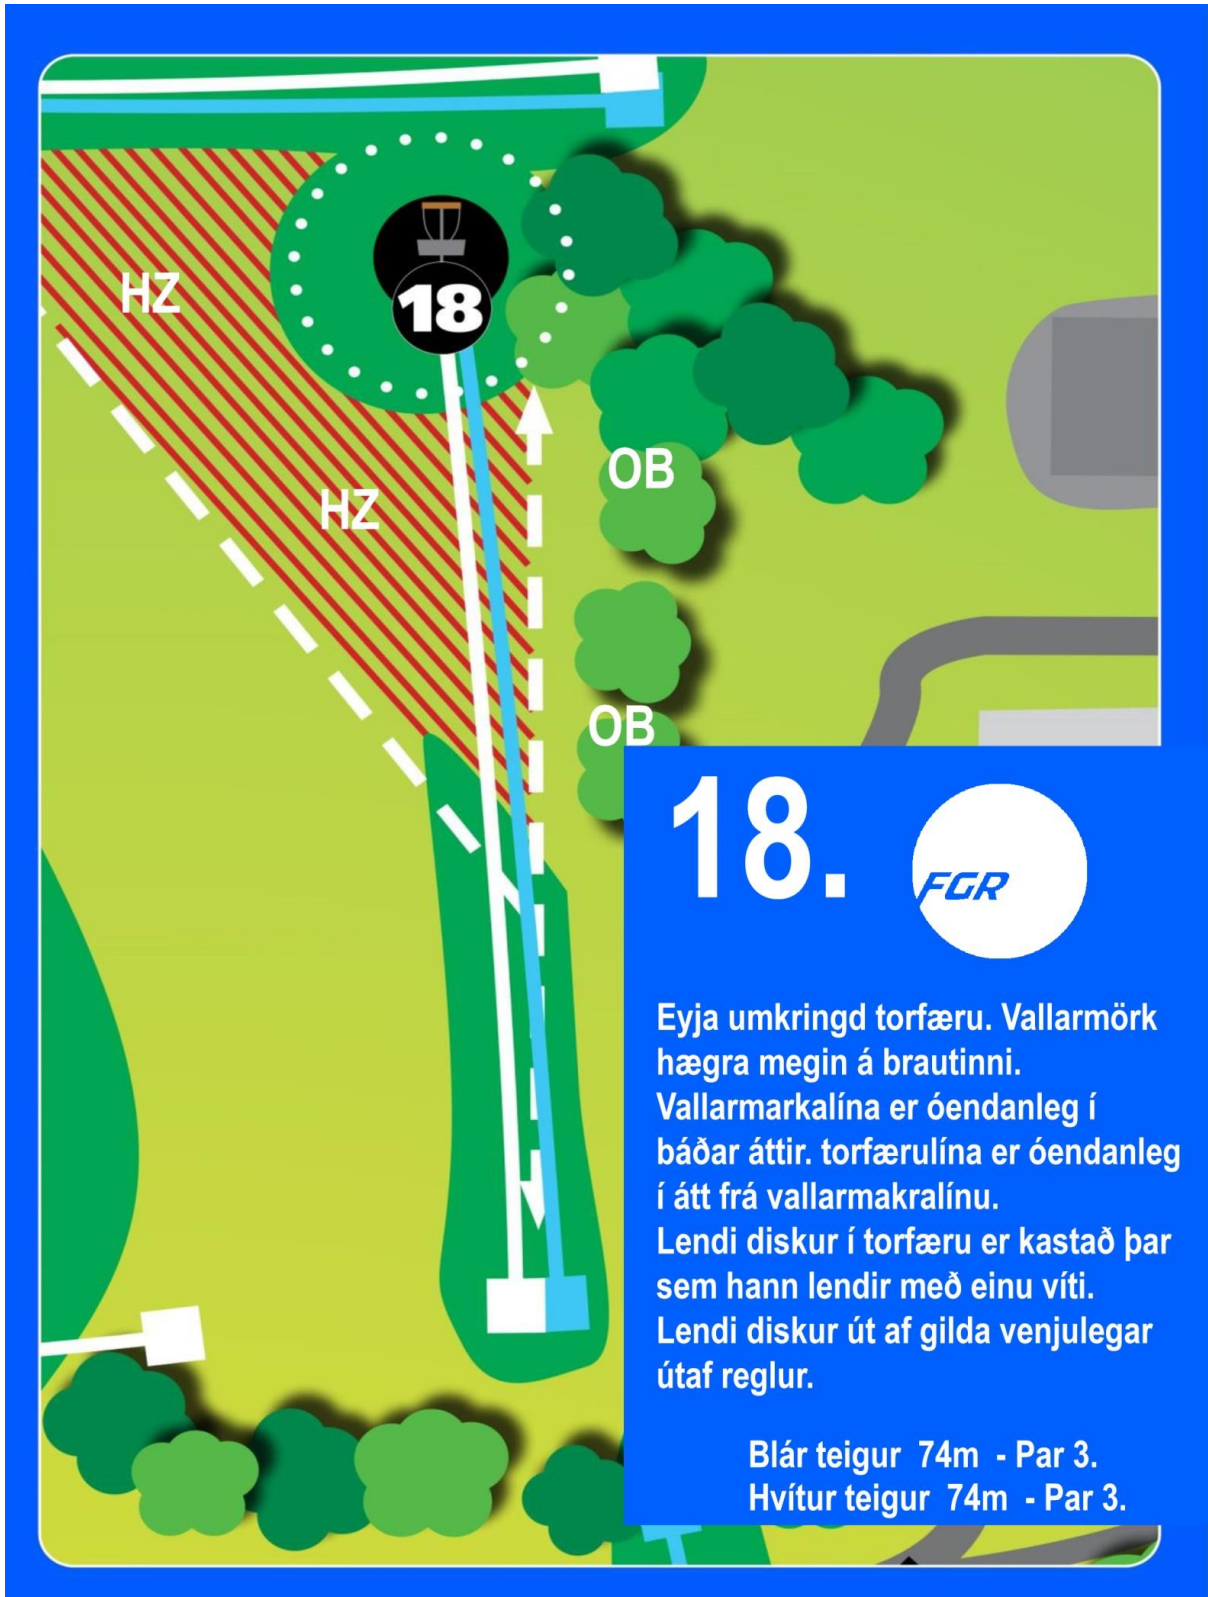 HZ
18
HZ
OB
OB
18.
FGR
Eyja umkringd torfæru. Vallarmörk
hægra megin á brautinni.
Vallarmarkalína er óendanleg í
báðar áttir. torfærulína er óendanleg
í átt frá vallarmakralínu.
Lendi diskur í torfæru er kastað þar
sem hann lendir með einu víti.
Lendi diskur út af gilda venjulegar
útaf reglur.
Blár teigur 74m - Par 3.
Hvítur teigur 74m - Par 3.